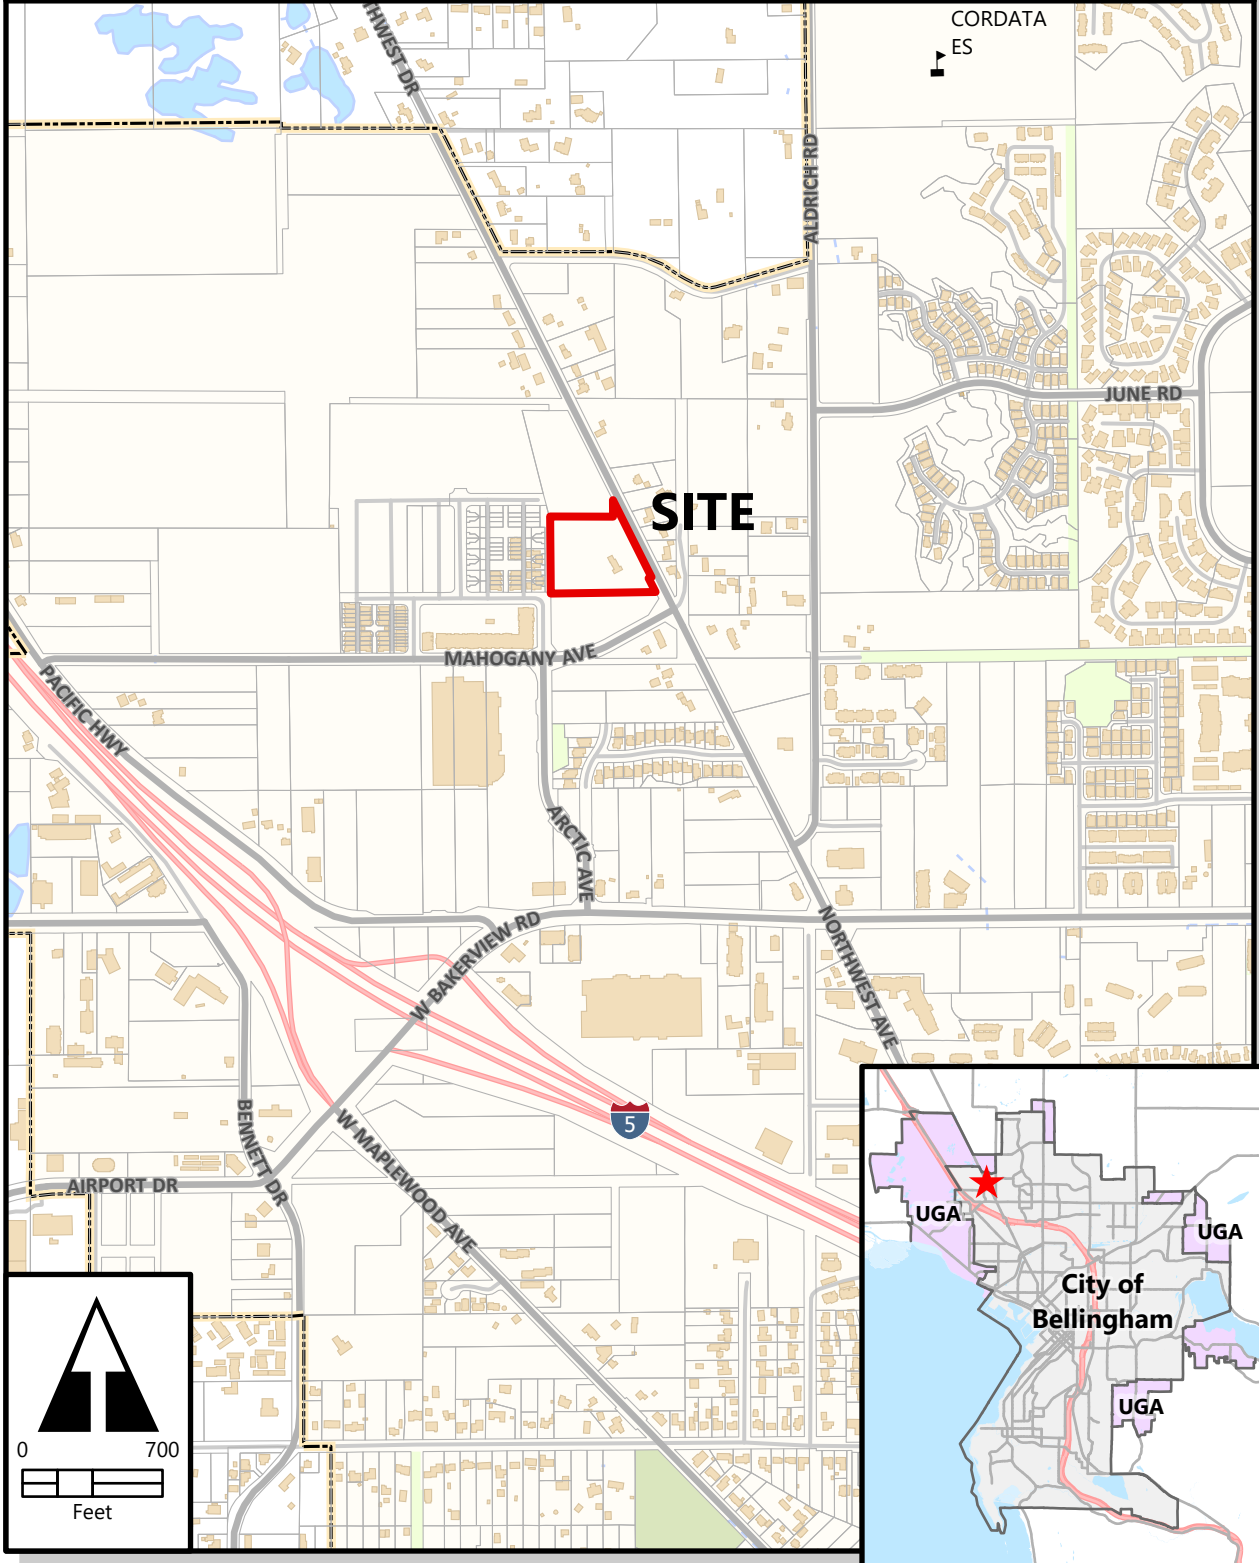 CORDATA
ES
THWEST DR
ALDRICH RD
JUNE RD
SITE
MAHOGANY AVE
PACIFIC HWY
ARCTIC AVE
NORTHWEST AVE
W BAKERVIEW RD
5
BENNETT DR
W MAPLEWOOD AVE
AIRPORT DR
UGA
UGA
City of
Bellingham
UGA
0 700
Feet